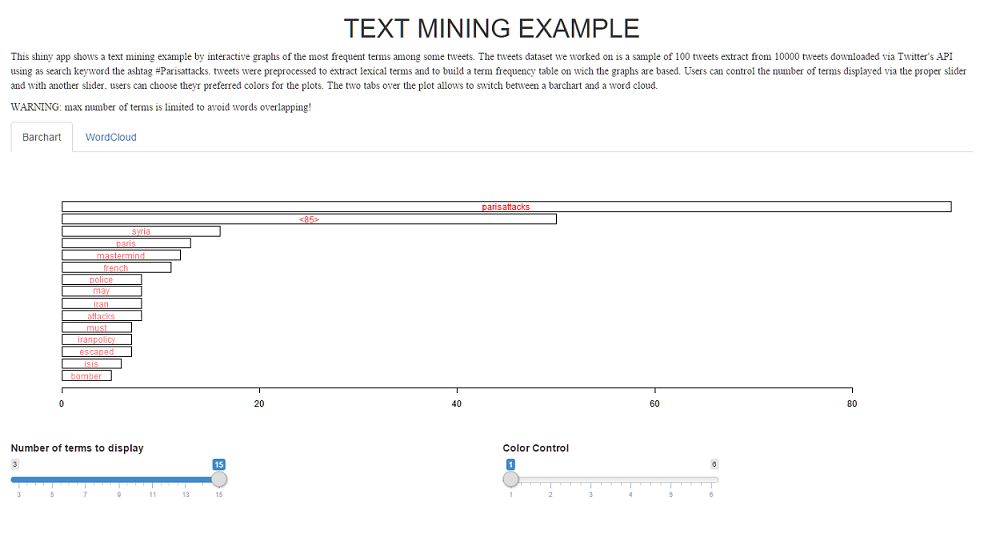 TEXT MINING EXAMPLE
This shiny app shows a text mining example by interactive graphs of the most frequent terms among some tweets. The tweets dataset we worked on is a sample of 100 tweets extract from 10000 tweets downloaded via Twitter's API
using as search keyword the ashtag #Parisattacks, tweets were preprocessed to extract lexical terms and to build a term frequency table on wich the graphs are based. Users can control the number of terms displayed via the proper slider
and with another slider, users can choose theyr preferred colors for the plots. The two tabs over the plot allows to switch between a barchart and a word cloud.
WARNING: max number of terms is limited to avoid words overlapping!
Barchart WordCloud
parisattacks
<85>
syria
paris
mastermind
french
police
may
iran
attacks
must
iranpolicy
escaped
isis
bomber
0 20 40 60 80
Number of terms to display Color Control
3 15 1 6
3 5 7 9 11 13 15 1 2 3 4 5 6